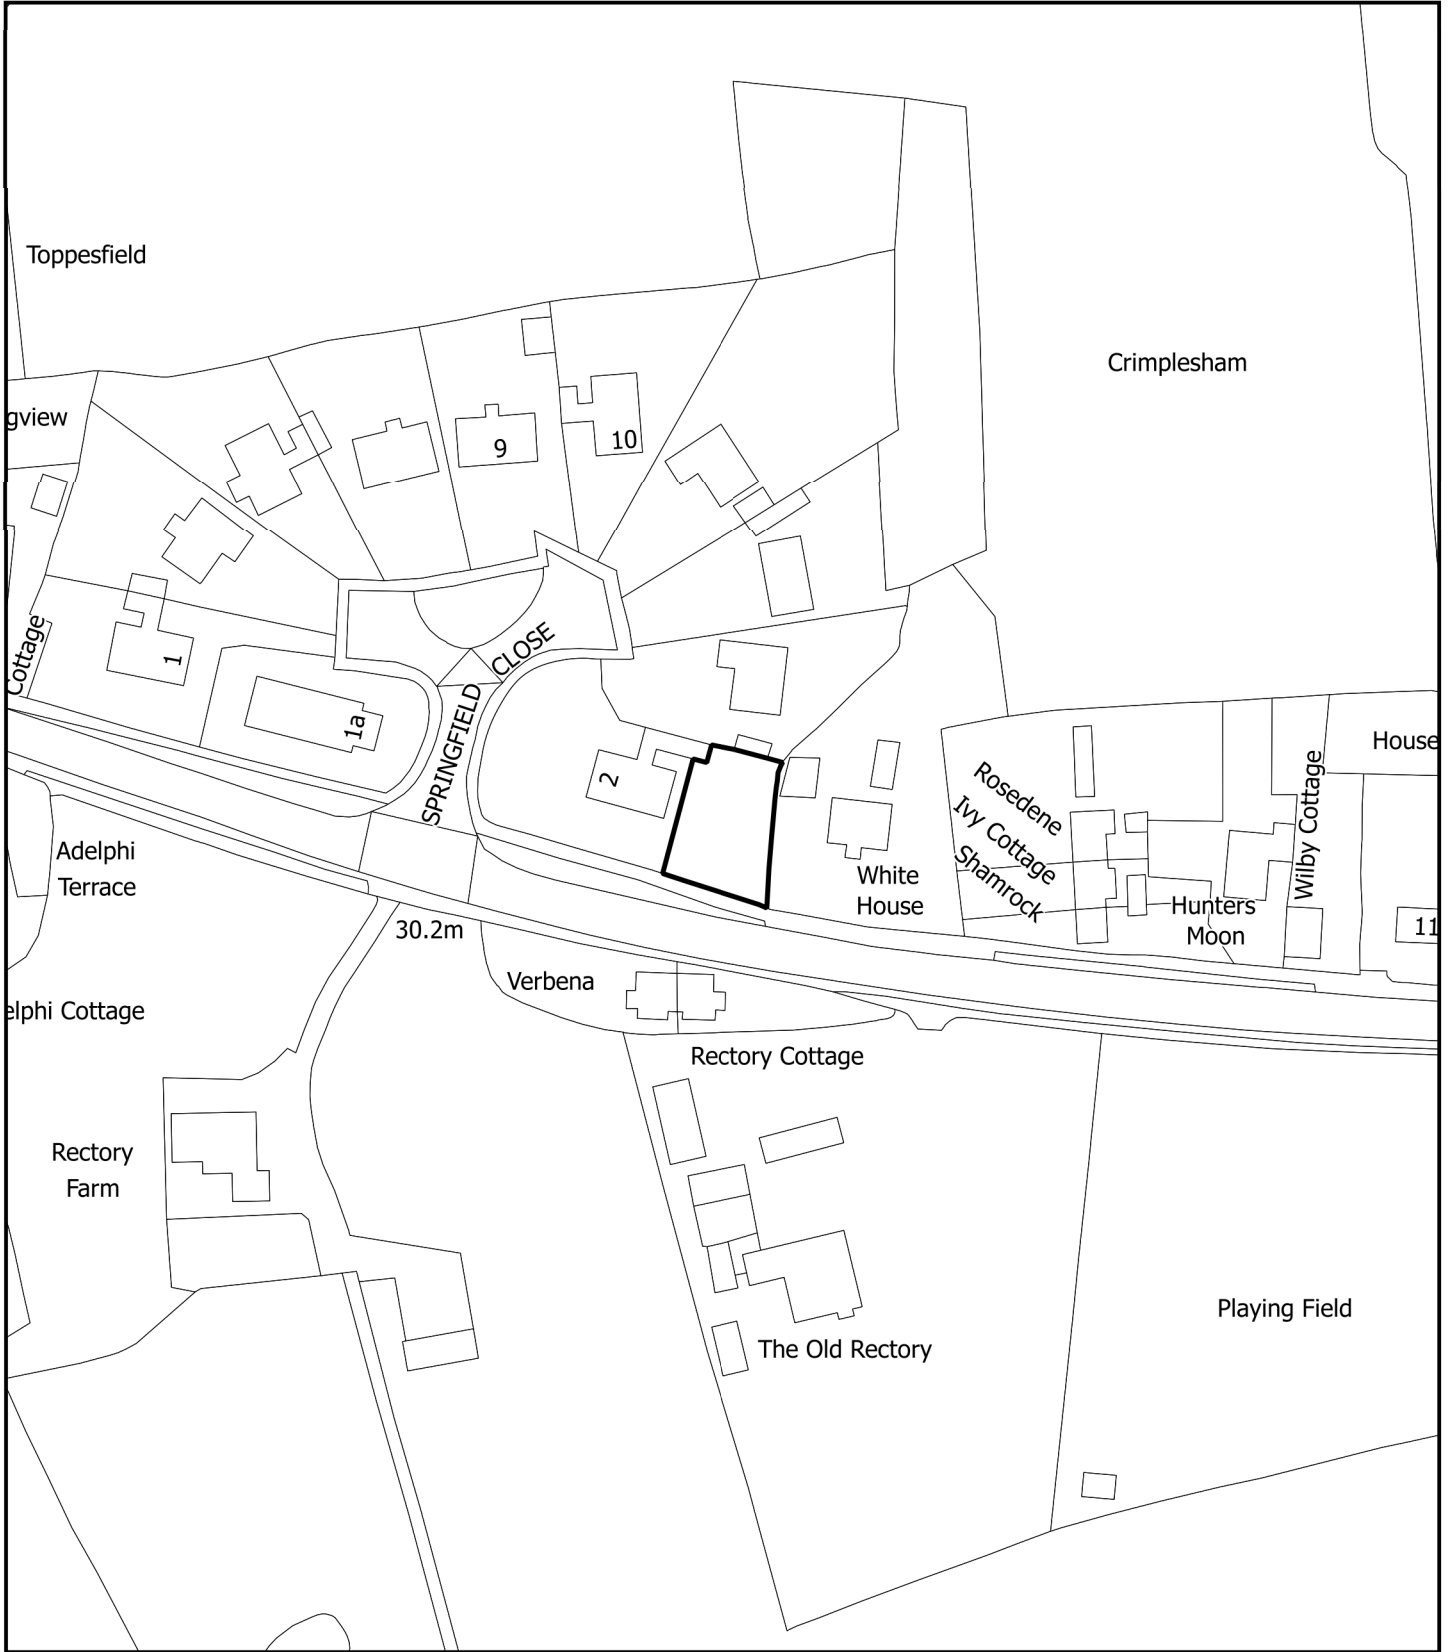 Toppesfield
Crimplesham
gview
9
10
Cottage
1
1a
SPRINGFIELD
CLOSE
2
House
Rosedene
Ivy Cottage
Shamrock
Wilby Cottage
Adelphi
Terrace
White
House
Hunters
Moon
11
30.2m
Verbena
elphi Cottage
Rectory Cottage
Rectory
Farm
Playing Field
The Old Rectory